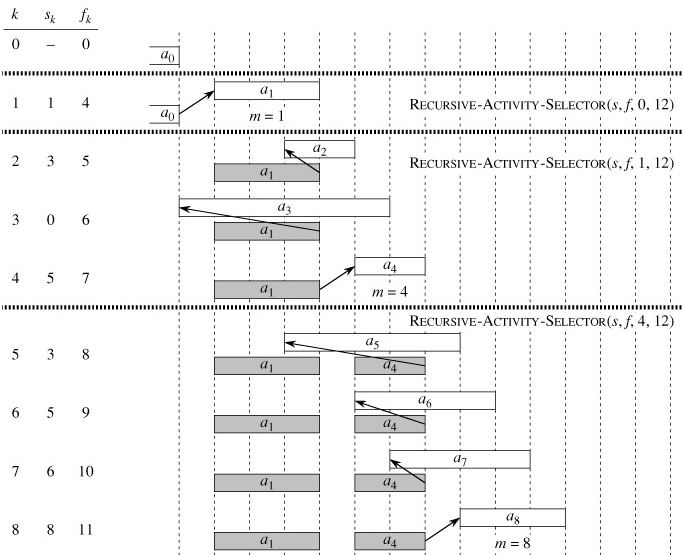 k s_k f_k
0 – 0 a_0
a_1
1 1 4 a_0 m = 1 RECURSIVE-ACTIVITY-SELECTOR(s, f, 0, 12)
a_2
2 3 5 a_1 RECURSIVE-ACTIVITY-SELECTOR(s, f, 1, 12)
a_3
3 0 6 a_1
a_4
4 5 7 a_1 m = 4
RECURSIVE-ACTIVITY-SELECTOR(s, f, 4, 12)
a_5
5 3 8 a_1 a_4
a_6
6 5 9 a_1 a_4
a_7
7 6 10 a_1 a_4
a_8
8 8 11 a_1 a_4 m = 8